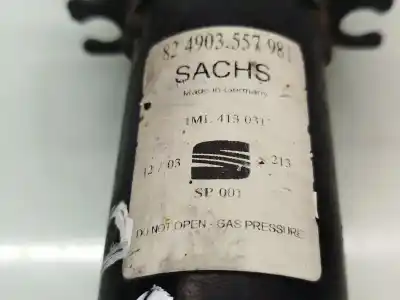 82 4903.557 981
SACHS
Made in Germany
1ML 413 031
12 / 03 x 213
SP 001
DO NOT OPEN - GAS PRESSURE